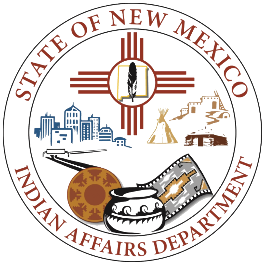 STATE OF NEW MEXICO
INDIAN AFFAIRS DEPARTMENT